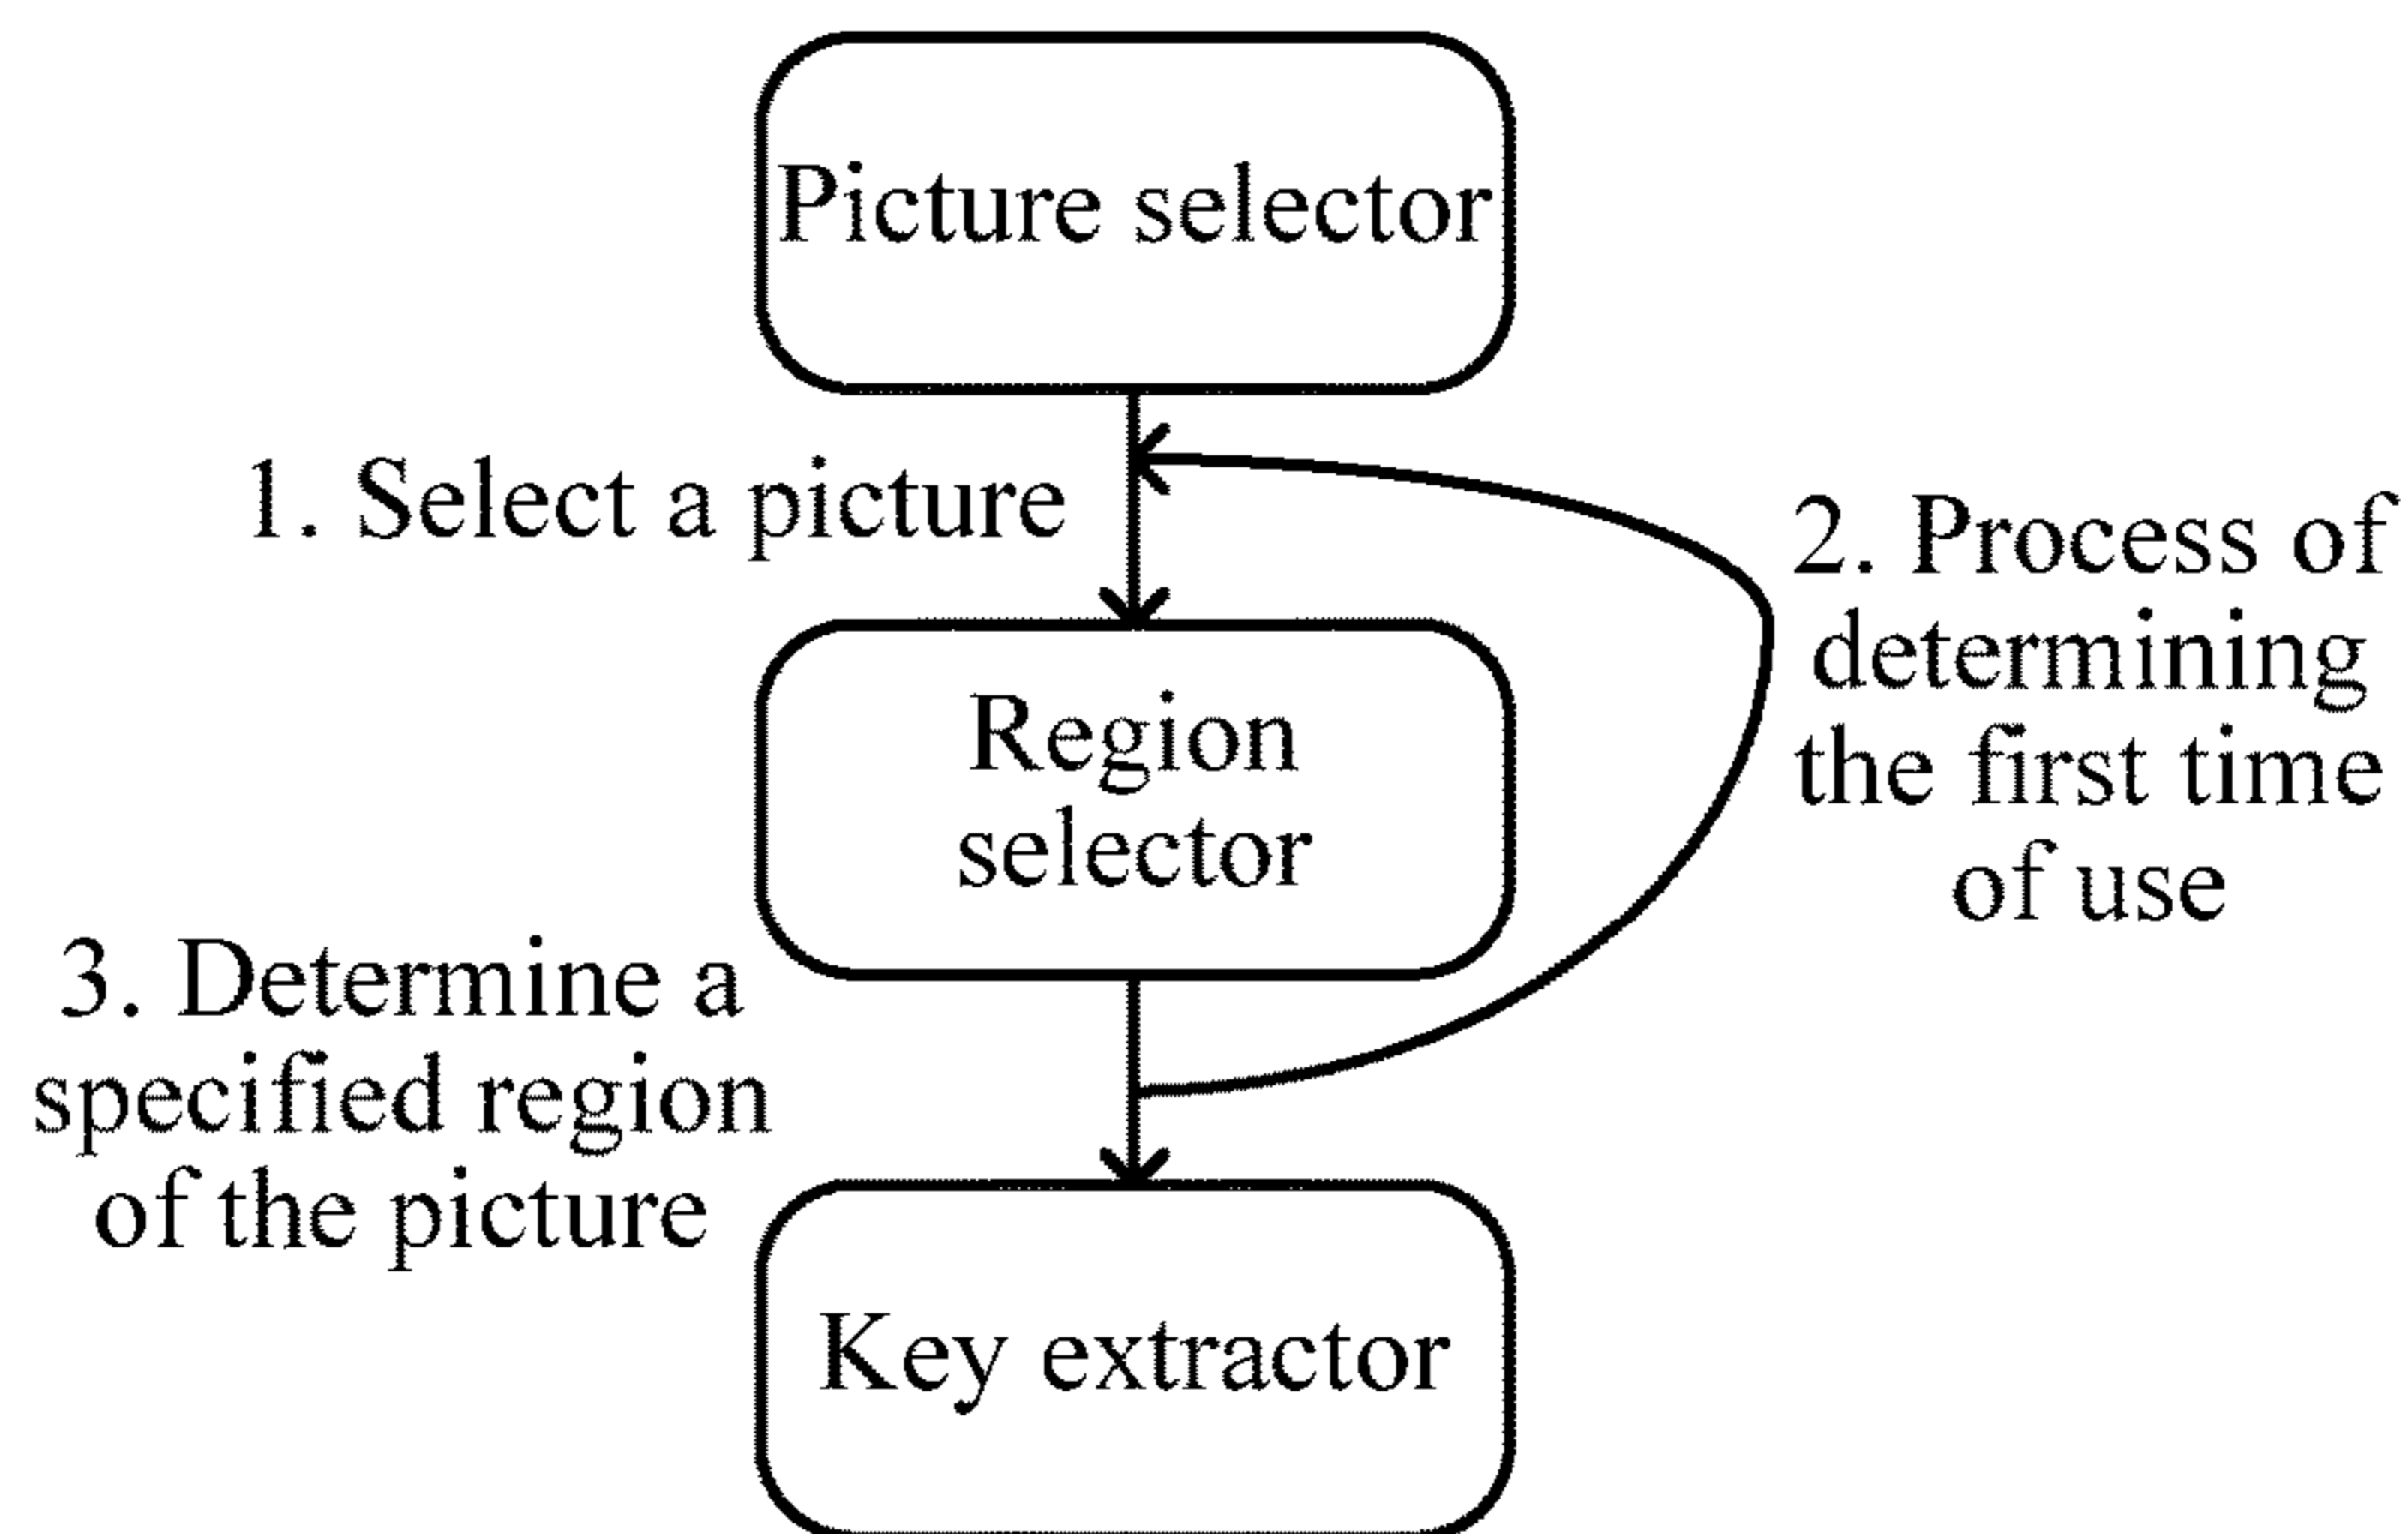 Picture selector
1. Select a picture
2. Process of
determining
the first time
of use
Region
selector
3. Determine a
specified region
of the picture
Key extractor